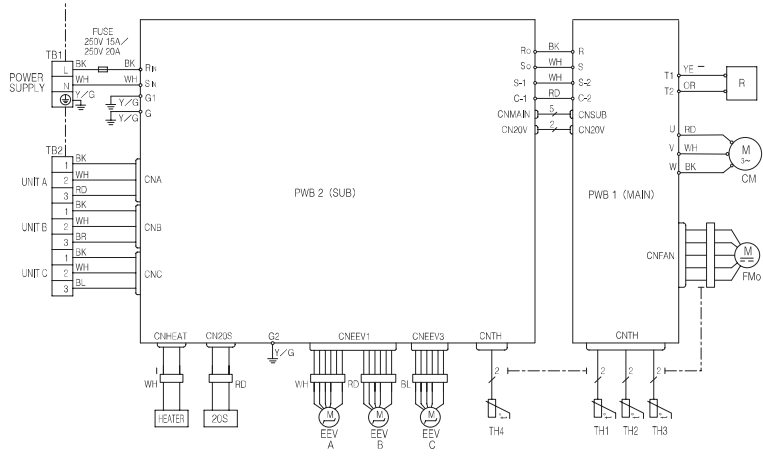 FUSE
250V 15A/
250V 20A
TB1
POWER
SUPPLY
L
BK
BK
RIN
N
WH
WH
SIN
Y/G
Y/G
G1
Y/G
G
TB2
UNIT A
1
BK
2
WH
3
RD
CNA
UNIT B
1
BK
2
WH
3
BR
CNB
UNIT C
1
BK
2
WH
3
BL
CNC
PWB 2 (SUB)
RO
BK
R
SO
WH
S
S-1
WH
S-2
C-1
RD
C-2
CNMAIN
5
CNSUB
CN20V
2
CN20V
PWB 1 (MAIN)
T1
YE
T2
OR
R
U
RD
V
WH
W
BK
M
3~
CM
CNFAN
M
FMo
CNHEAT
CN20S
G2
CNEEV1
CNEEV3
CNTH
CNTH
Y/G
WH
RD
WH
RD
BL
2
2
2
2
HEATER
20S
M
M
M
EEV
A
EEV
B
EEV
C
TH4
TH1
TH2
TH3